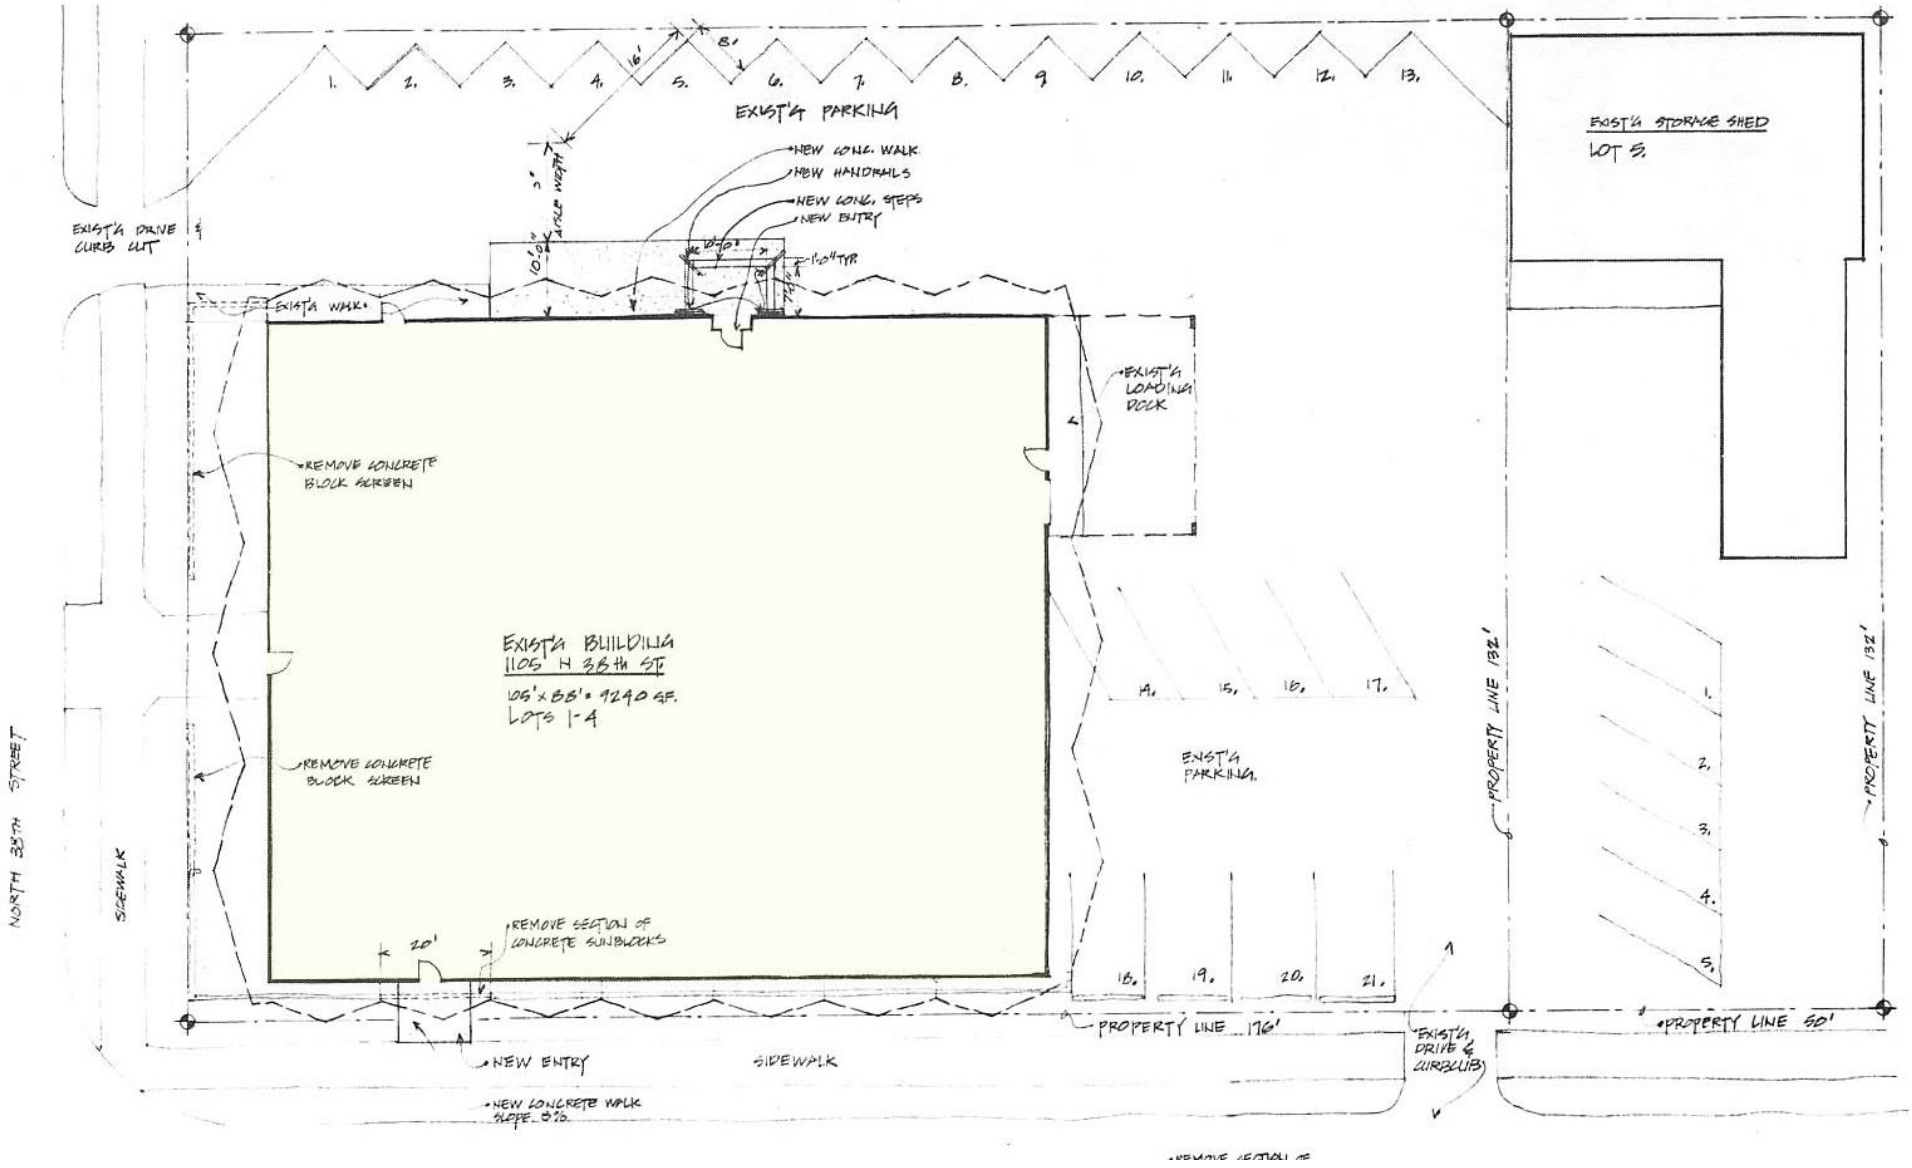 1.
2.
3.
4.
16'
5.
8'
6.
7.
8.
9
10.
11.
12.
13.
EXIST'G PARKING
EXIST'G STORAGE SHED
LOT 5.
NEW CONC. WALK
NEW HANDRAILS
NEW CONC. STEPS
NEW ENTRY
AISLE WIDTH
EXIST'G DRIVE &
CURB CUT
10'-0"
10'-0"
1'-0" TYP.
EXIST'G WALK
EXIST'G
LOADING
DOCK
REMOVE CONCRETE
BLOCK SCREEN
EXIST'G BUILDING
1105 N 38TH ST.
105' X 88' = 9240 SF.
LOTS 1-4
14.
15.
16.
17.
EXIST'G
PARKING.
PROPERTY LINE 132'
PROPERTY LINE 132'
1.
2.
3.
4.
5.
REMOVE CONCRETE
BLOCK SCREEN
NORTH 38TH STREET
SIDEWALK
20'
REMOVE SECTION OF
CONCRETE SUNBLOCKS
18.
19.
20.
21.
PROPERTY LINE 176'
PROPERTY LINE 50'
EXIST'G
DRIVE &
CURBCUB
NEW ENTRY
SIDEWALK
NEW CONCRETE WALK
SLOPE
REMOVE SECTION OF